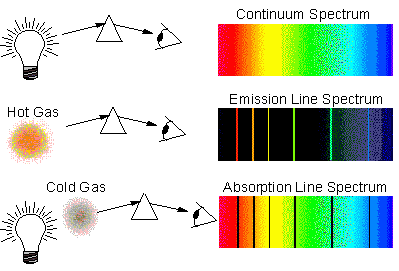 Continuum Spectrum
Hot Gas
Emission Line Spectrum
Cold Gas
Absorption Line Spectrum